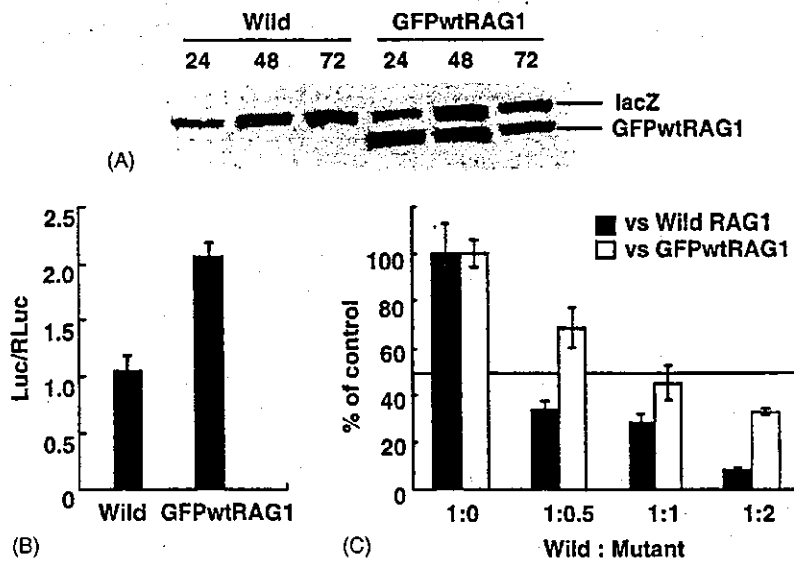 Wild GFPwtRAG1
24 48 72 24 48 72
lacZ
GFPwtRAG1
(A)
2.5
2.0
1.5
1.0
0.5
0
Luc/RLuc
Wild GFPwtRAG1
(B)
vs Wild RAG1
vs GFPwtRAG1
100
80
60
40
20
0
% of control
1:0 1:0.5 1:1 1:2
Wild : Mutant
(C)